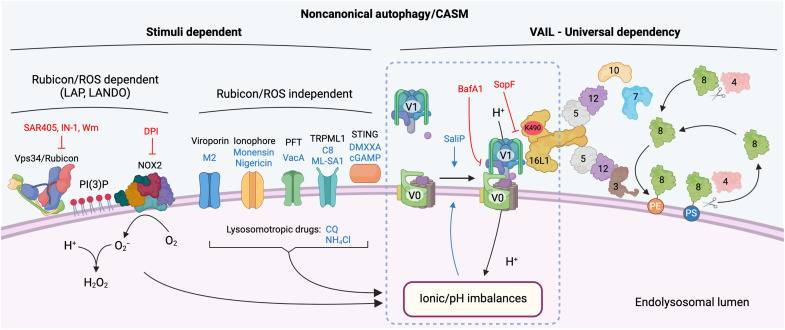 Noncanonical autophagy/CASM
Stimuli dependent
VAIL - Universal dependency
Rubicon/ROS dependent
(LAP, LANDO)
Rubicon/ROS independent
SAR405, IN-1, Wm
Vps34/Rubicon
DPI
NOX2
PI(3)P
H⁺
O₂⁻
O₂
H₂O₂
Viroporin
M2
Ionophore
Monensin
Nigericin
PFT
VacA
TRPML1
C8
ML-SA1
STING
DMXXA
cGAMP
Lysosomotropic drugs: CQ
NH₄Cl
V1
V0
SaliP
BafA1
SopF
H⁺
V1
V0
K490
16L1
H⁺
Ionic/pH imbalances
10
12
5
7
5
12
3
8
4
8
8
PE
8
4
PS
8
Endolysosomal lumen